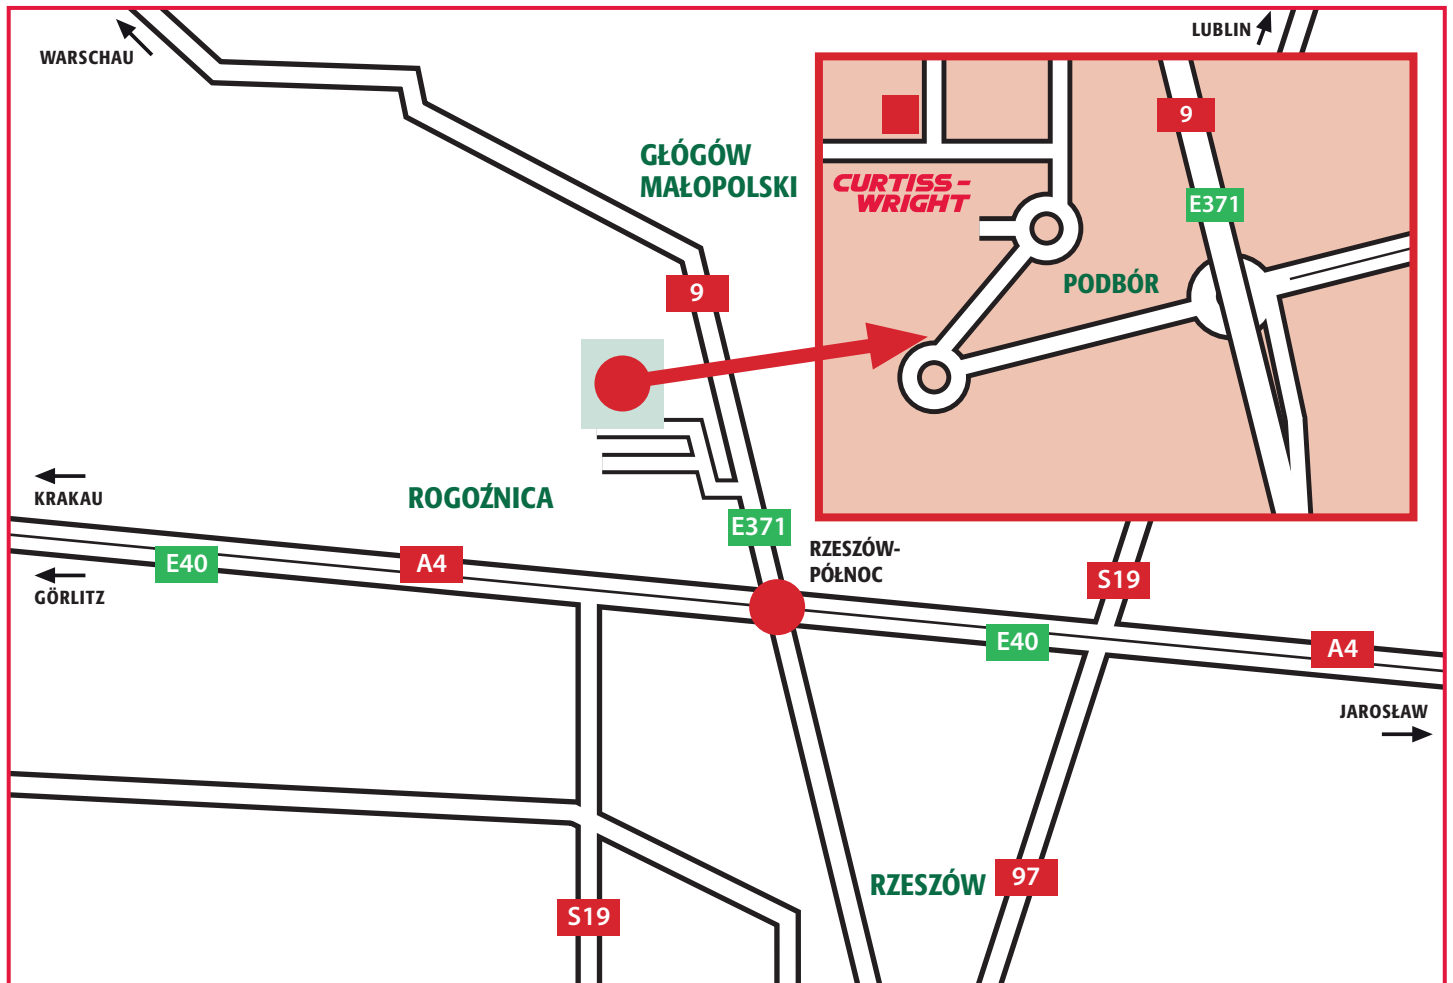 LUBLIN
WARSCHAU
9
GŁÓGÓW
MAŁOPOLSKI
CURTISS-
WRIGHT
E371
PODBÓR
9
KRAKAU
ROGOŹNICA
E371
RZESZÓW-
PÓŁNOC
E40
A4
S19
GÖRLITZ
E40
A4
JAROSŁAW
RZESZÓW
97
S19